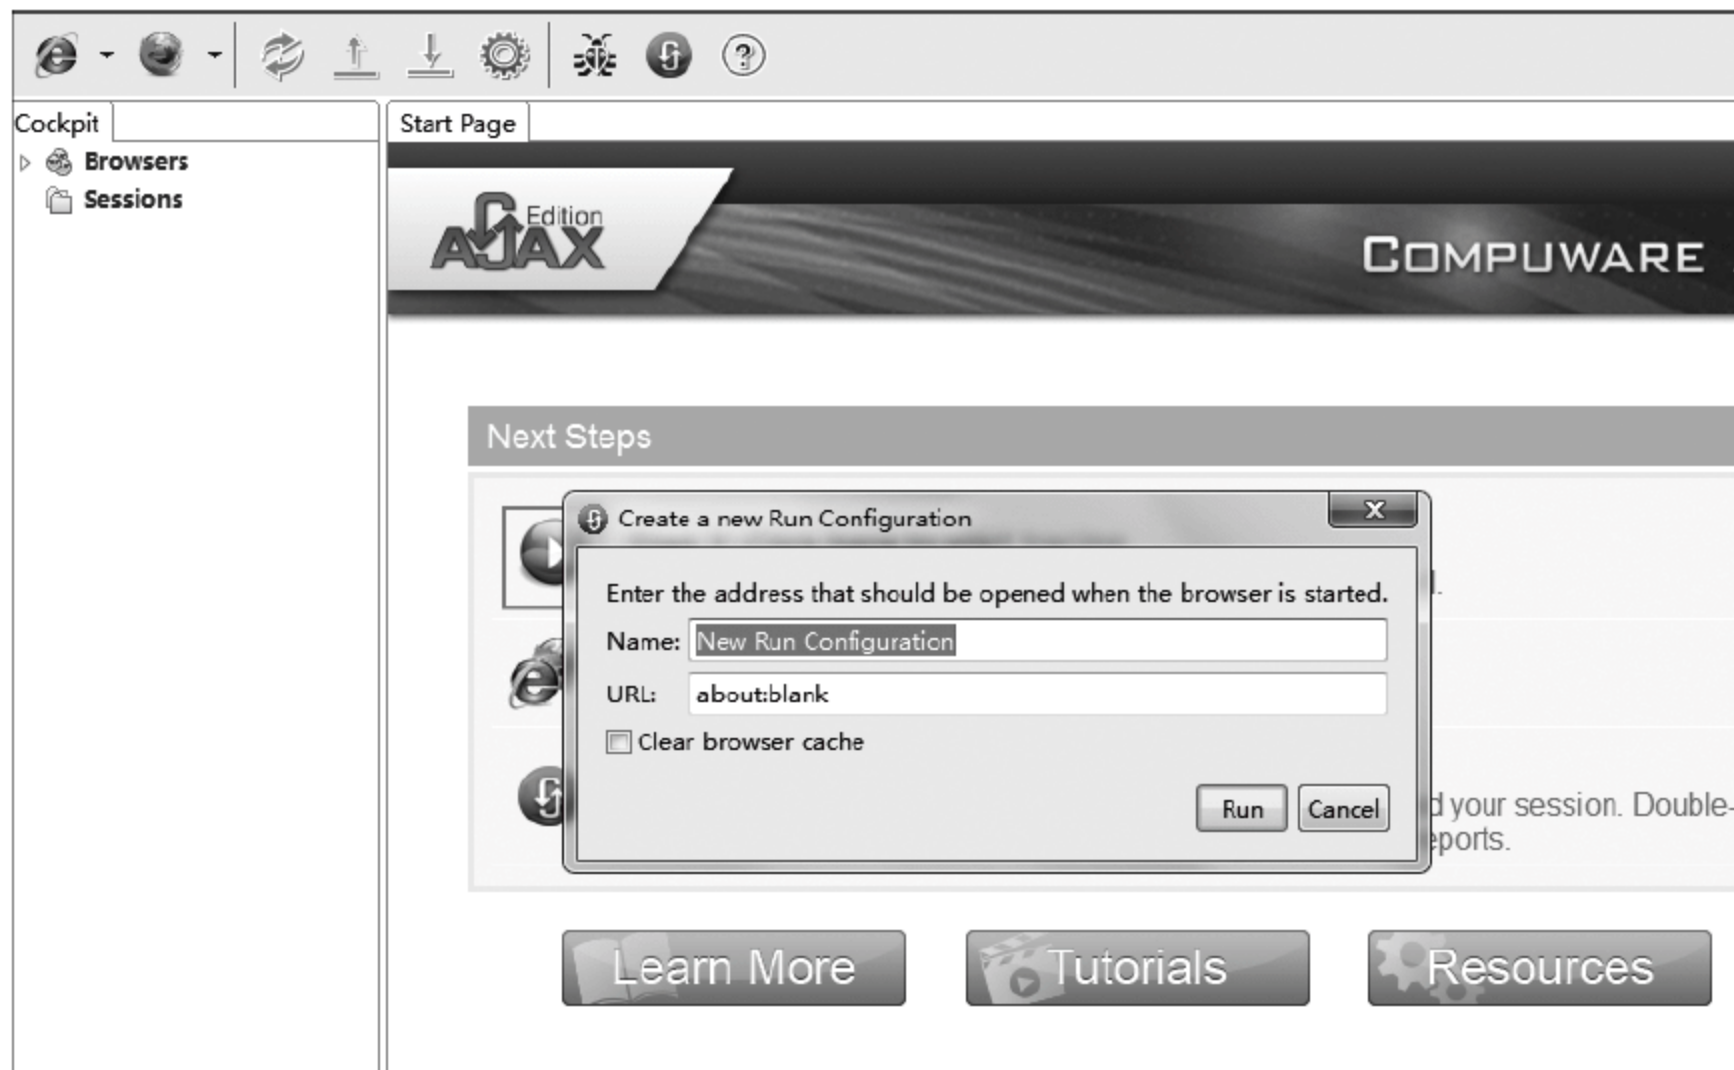 Cockpit
Browsers
Sessions
Start Page
Edition
AJAX
COMPUWARE
Next Steps
Create a new Run Configuration
Enter the address that should be opened when the browser is started.
Name: New Run Configuration
URL: about:blank
Clear browser cache
Run Cancel
your session. Double-
Learn More
Tutorials
Resources